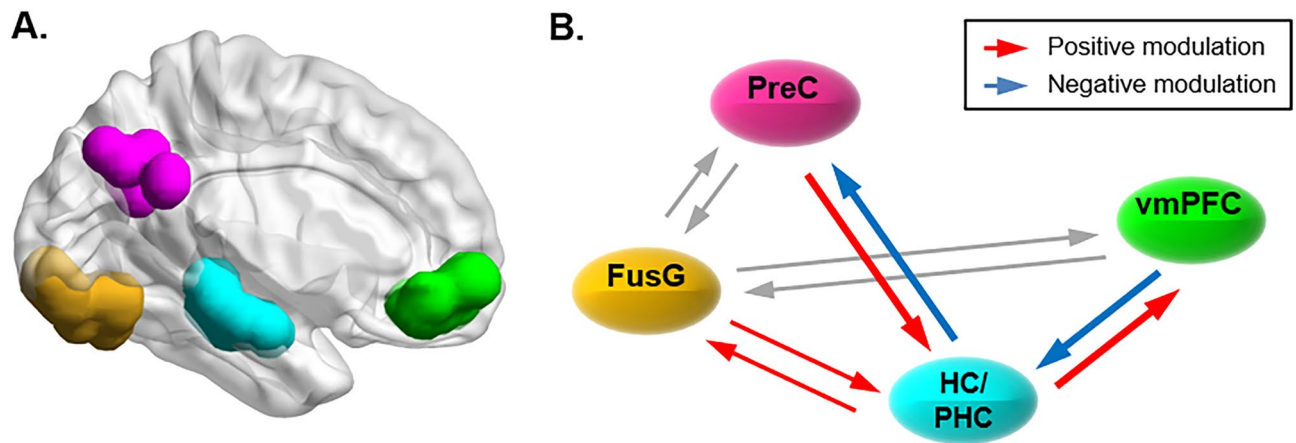 A.
B.
Positive modulation
Negative modulation
PreC
vmPFC
FusG
HC/
PHC